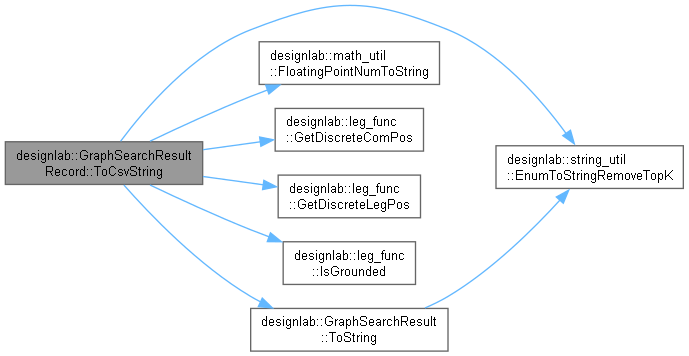 designlab::GraphSearchResult
Record::ToCsvString
designlab::math_util
::FloatingPointNumToString
designlab::leg_func
::GetDiscreteComPos
designlab::leg_func
::GetDiscreteLegPos
designlab::leg_func
::IsGrounded
designlab::GraphSearchResult
::ToString
designlab::string_util
::EnumToStringRemoveTopK